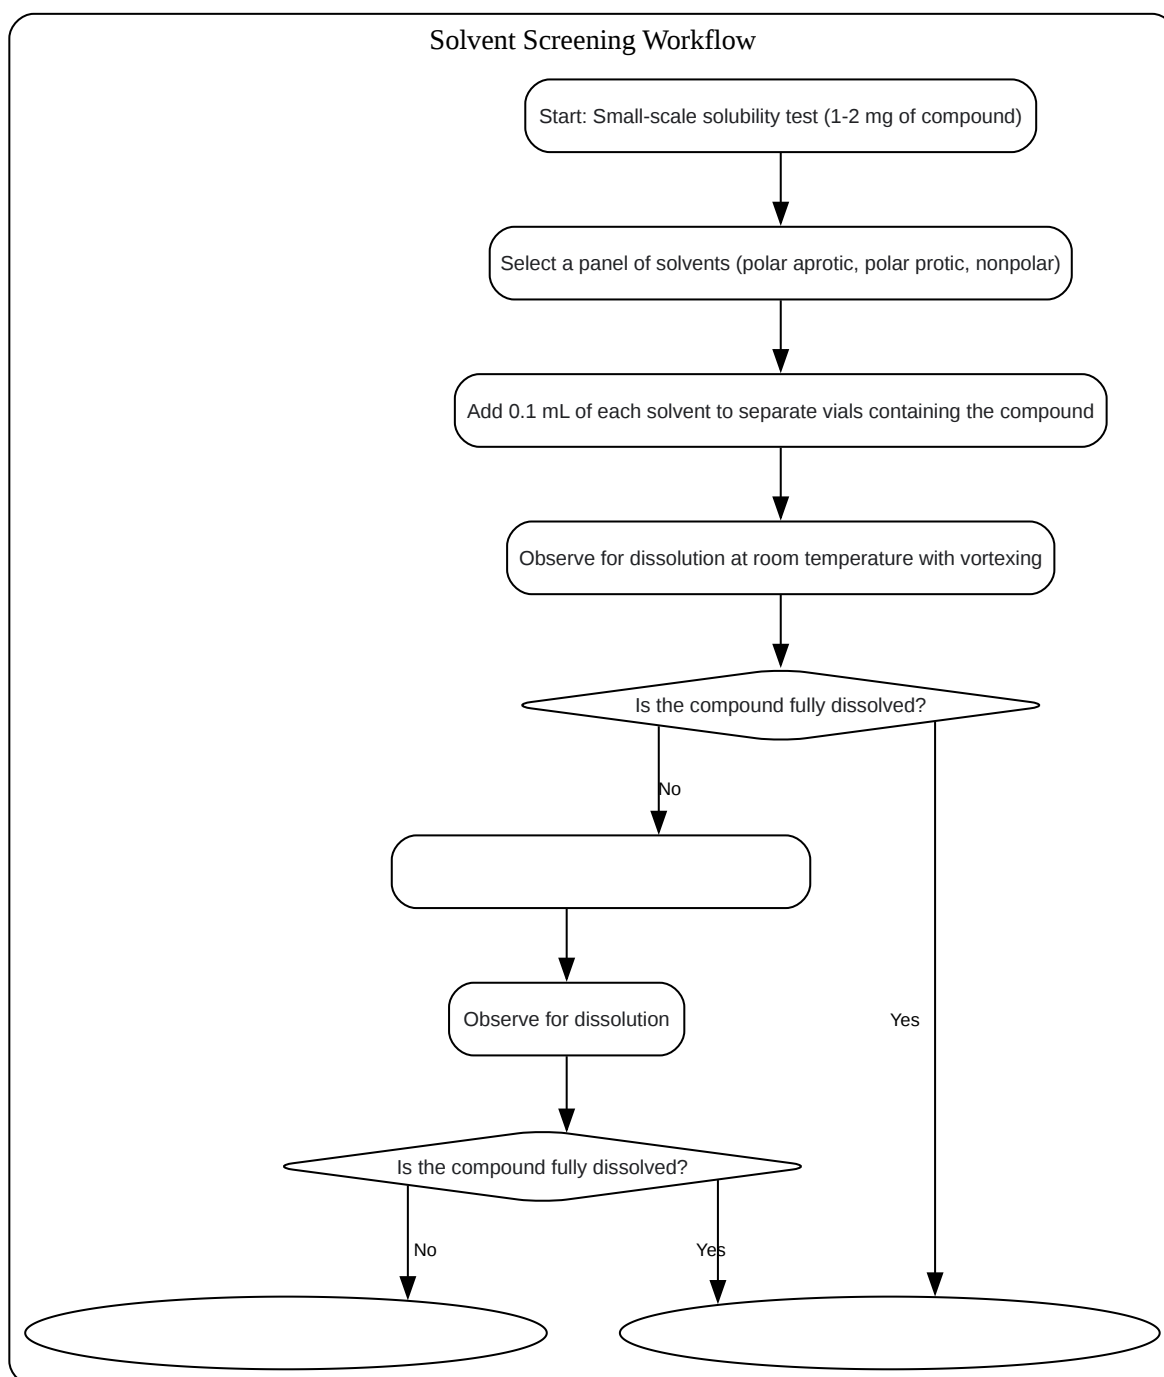 Solvent Screening Workflow
Start: Small-scale solubility test (1-2 mg of compound)
Select a panel of solvents (polar aprotic, polar protic, nonpolar)
Add 0.1 mL of each solvent to separate vials containing the compound
Observe for dissolution at room temperature with vortexing
Is the compound fully dissolved?
No
Observe for dissolution
Yes
Is the compound fully dissolved?
No
Yes